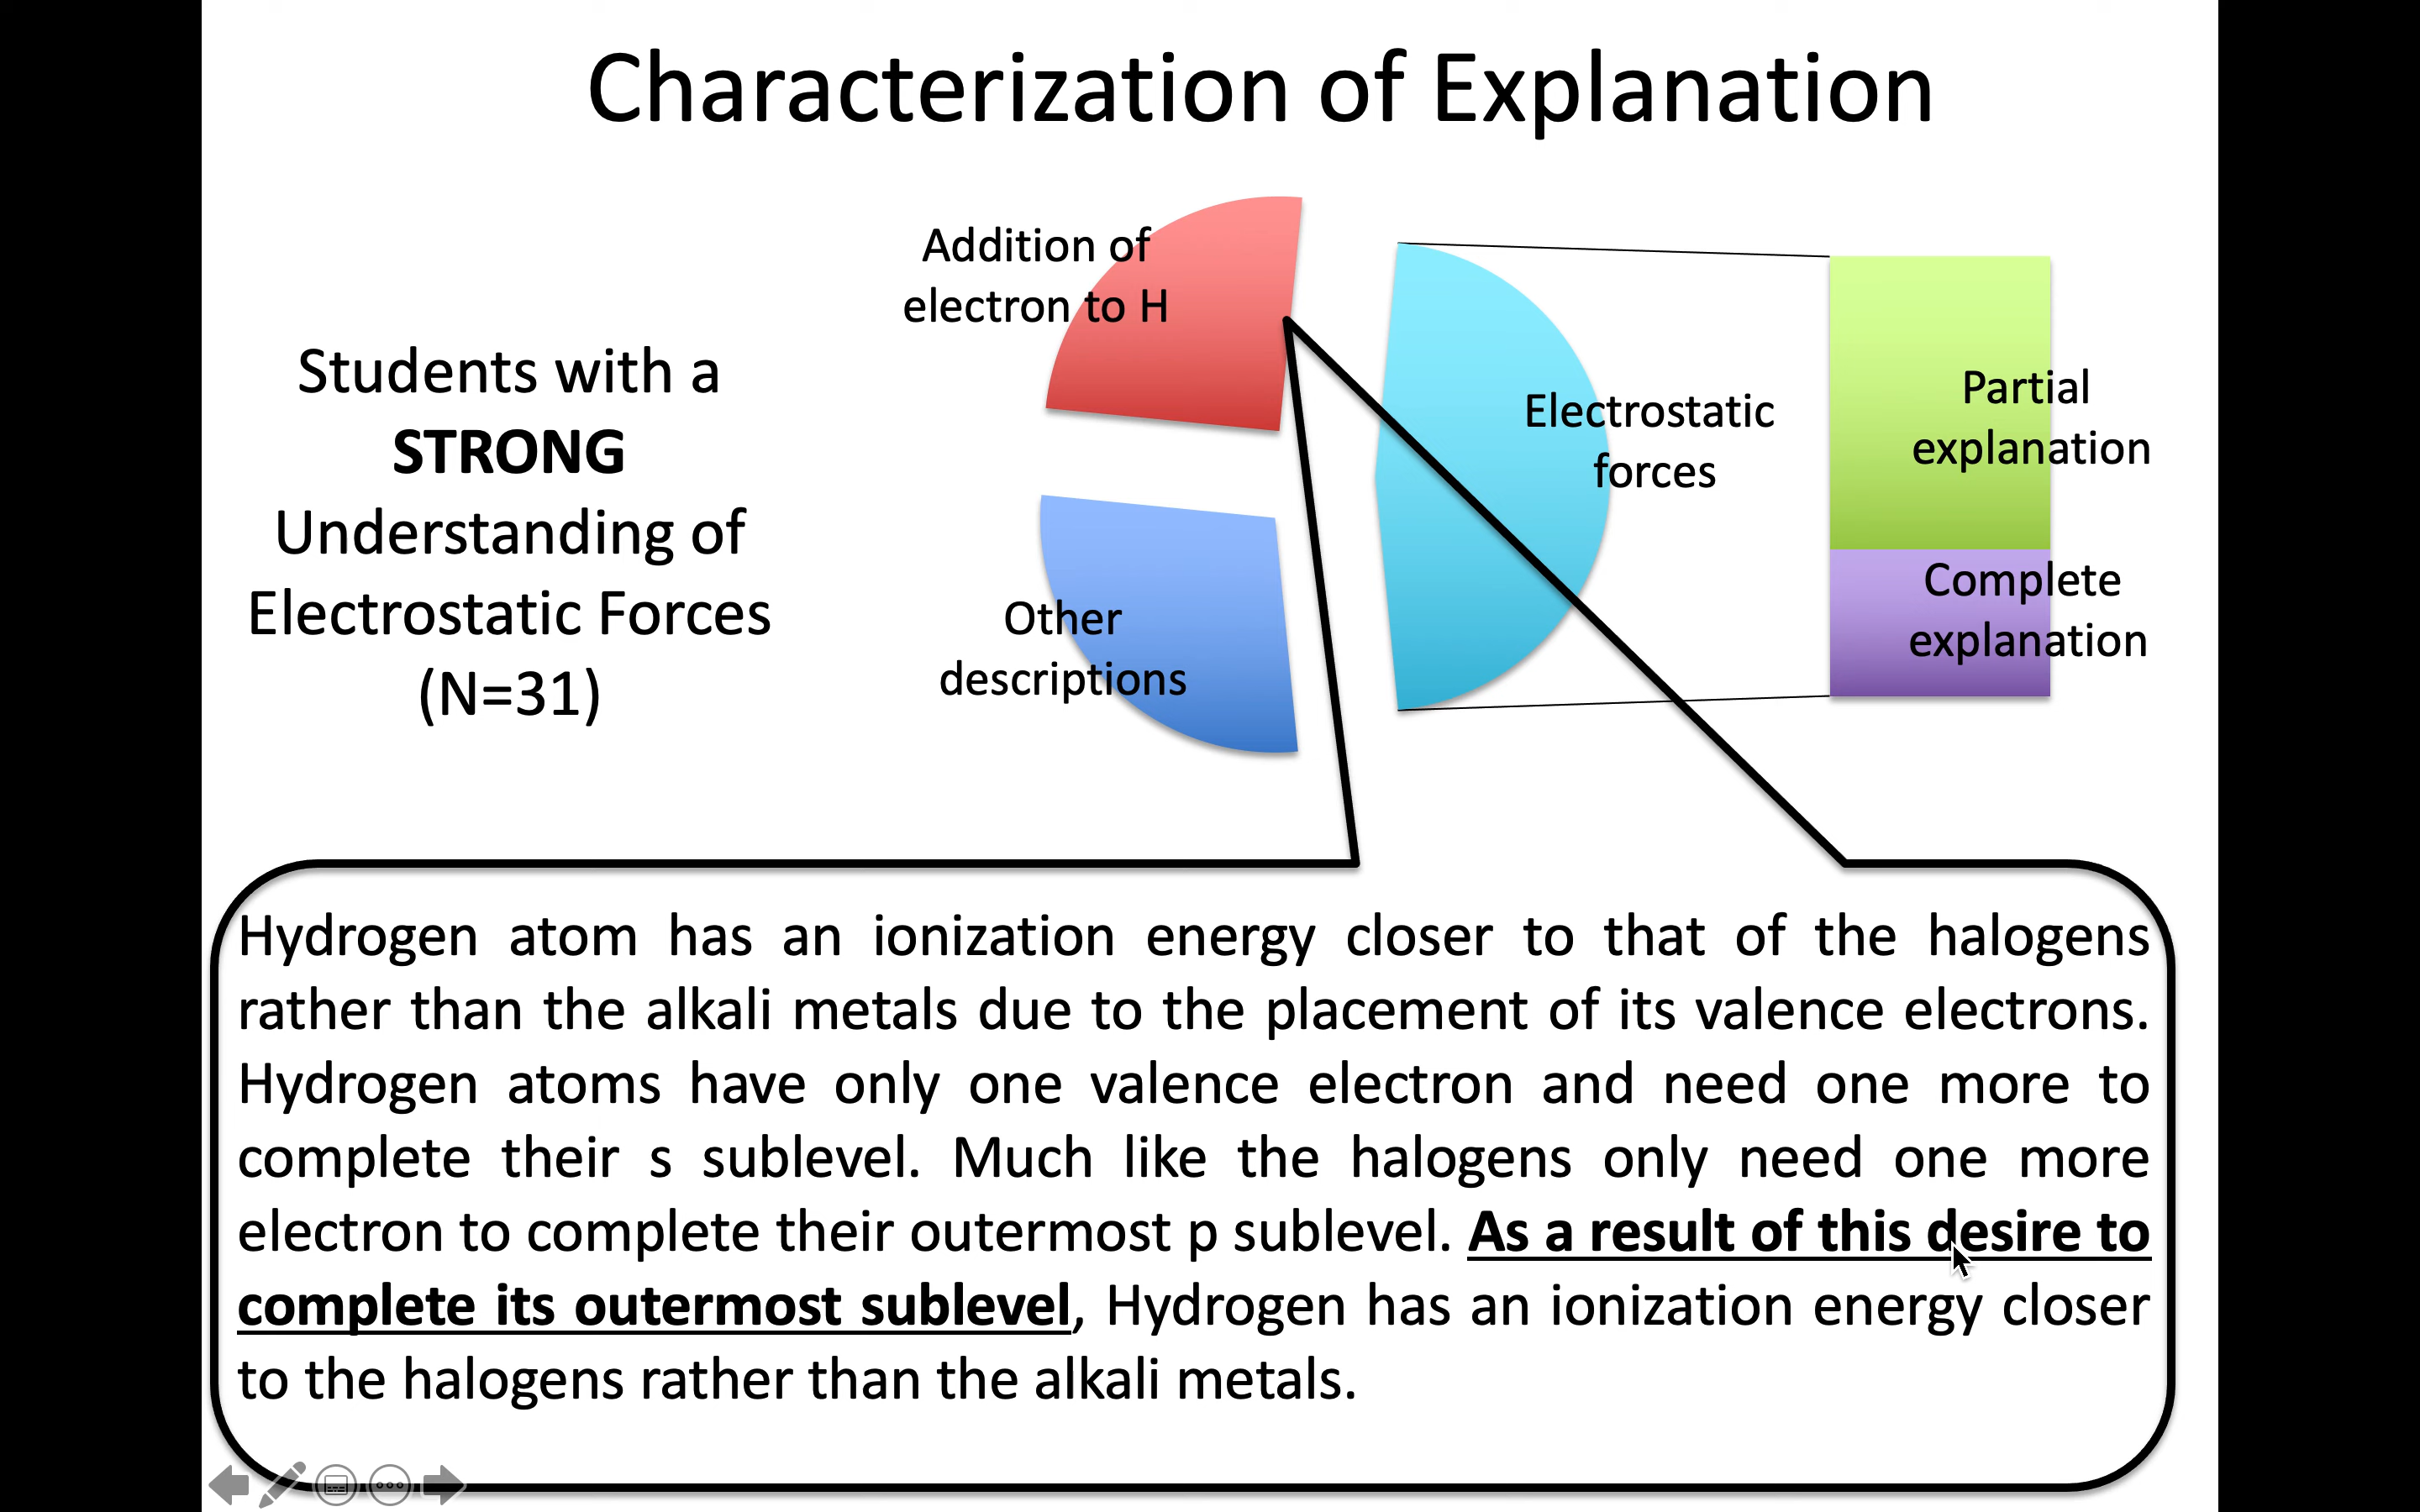 Characterization of Explanation
Students with a
STRONG
Understanding of
Electrostatic Forces
(N=31)
Addition of
electron to H
Other
descriptions
Electrostatic
forces
Partial
explanation
Complete
explanation
Hydrogen atom has an ionization energy closer to that of the halogens
rather than the alkali metals due to the placement of its valence electrons.
Hydrogen atoms have only one valence electron and need one more to
complete their s sublevel. Much like the halogens only need one more
electron to complete their outermost p sublevel. As a result of this desire to
complete its outermost sublevel, Hydrogen has an ionization energy closer
to the halogens rather than the alkali metals.